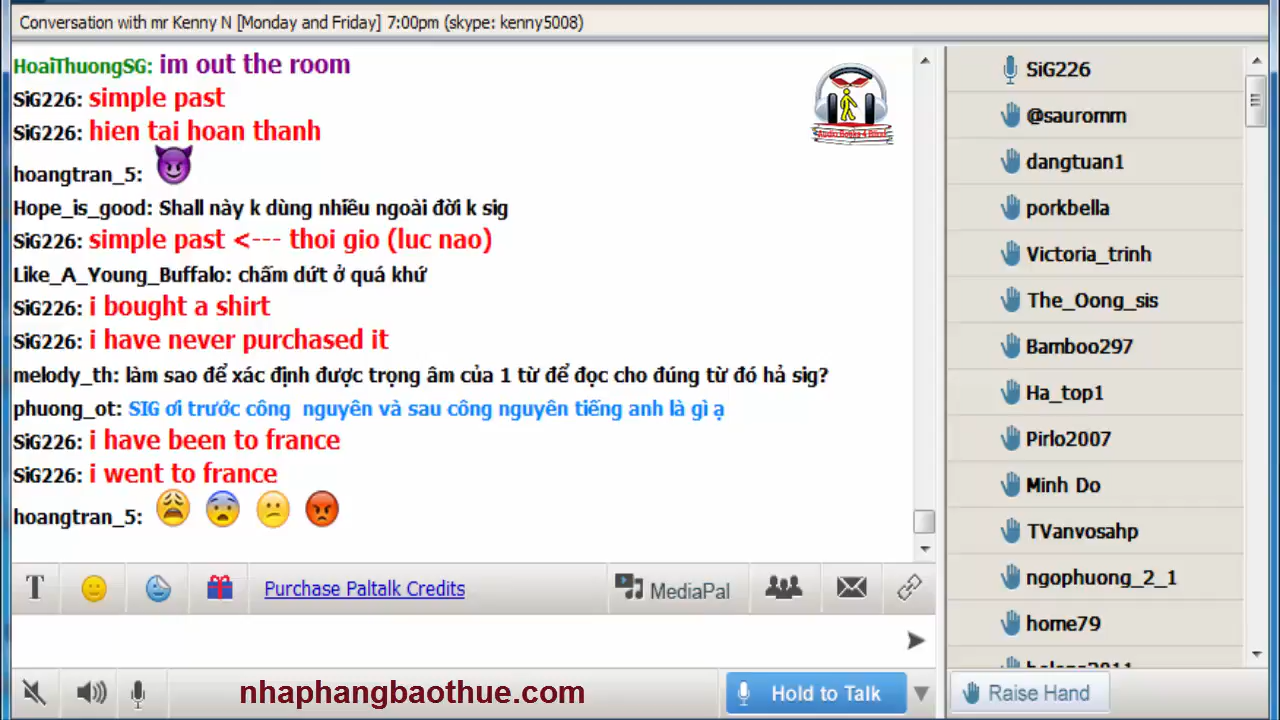 Conversation with mr Kenny N [Monday and Friday] 7:00pm (skype: kenny5008)
HoaiThuongSG: im out the room
SiG226: simple past
SiG226: hien tai hoan thanh
hoangtran_5:
Hope_is_good: Shall này k dùng nhiều ngoài đời k sig
SiG226: simple past <--- thoi gio (luc nao)
Like_A_Young_Buffalo: chấm dứt ở quá khứ
SiG226: i bought a shirt
SiG226: i have never purchased it
melody_th: làm sao để xác định được trọng âm của 1 từ để đọc cho đúng từ đó hả sig?
phuong_ot: SIG ơi trước công  nguyên và sau công nguyên tiếng anh là gì ạ
SiG226: i have been to france
SiG226: i went to france
hoangtran_5:
Audio Books 4 Blind
T
Purchase Paltalk Credits
MediaPal
nhaphangbaothue.com
Hold to Talk
SiG226
@sauromm
dangtuan1
porkbella
Victoria_trinh
The_Oong_sis
Bamboo297
Ha_top1
Pirlo2007
Minh Do
TVanvosahp
ngophuong_2_1
home79
Raise Hand